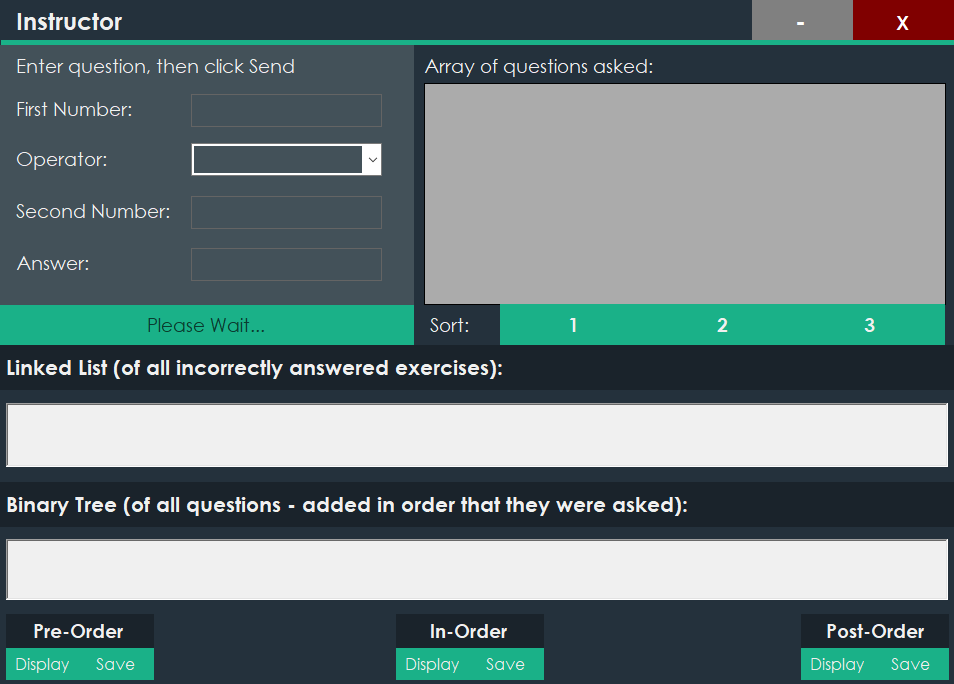 Instructor
-
X
Enter question, then click Send
First Number:
Operator:
Second Number:
Answer:
Please Wait...
Array of questions asked:
Sort: 1 2 3
Linked List (of all incorrectly answered exercises):
Binary Tree (of all questions - added in order that they were asked):
Pre-Order
Display Save
In-Order
Display Save
Post-Order
Display Save